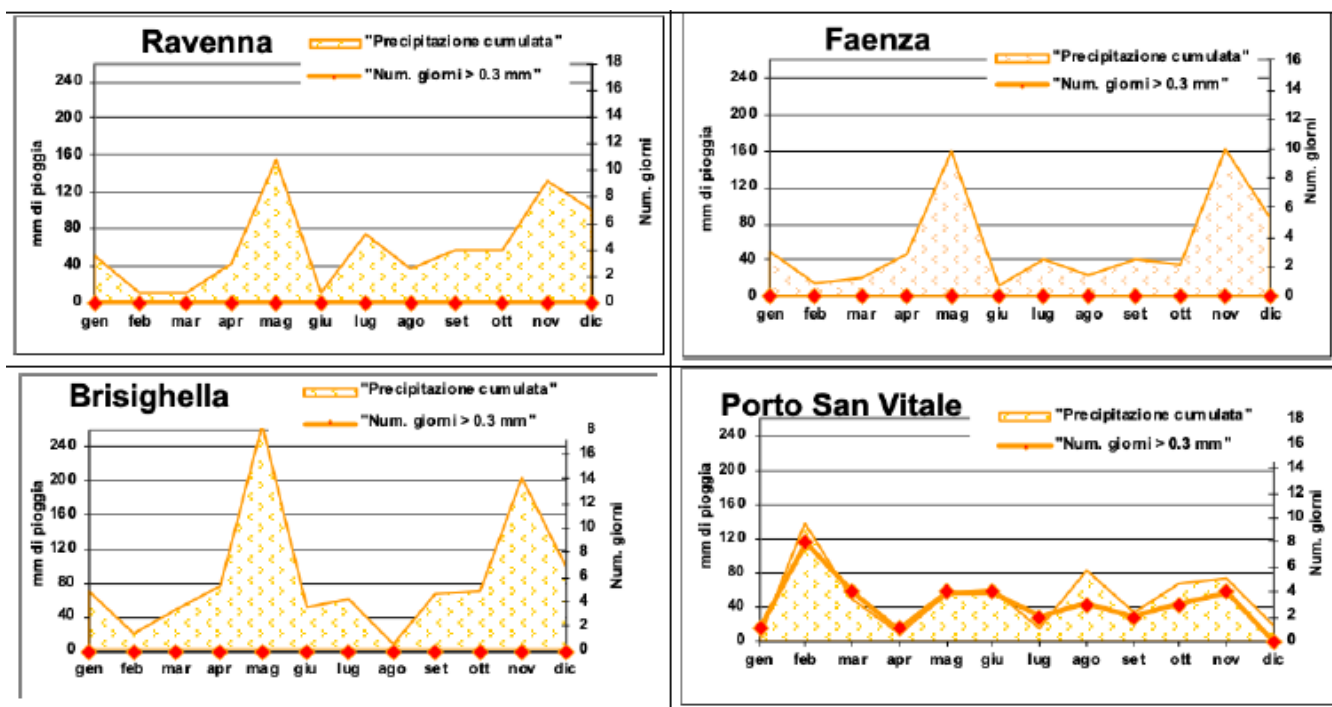 Ravenna
"Precipitazione cumulata"
"Num. giorni > 0.3 mm"
mm di pioggia
240
200
160
120
80
40
0
18
16
14
12
10
8
6
4
2
0
Num. giorni
gen feb mar apr mag giu lug ago set ott nov dic
Faenza
"Precipitazione cumulata"
"Num. giorni > 0.3 mm"
mm di pioggia
240
200
160
120
80
40
0
16
14
12
10
8
6
4
2
0
Num. giorni
gen feb mar apr mag giu lug ago set ott nov dic
Brisighella
"Precipitazione cumulata"
"Num. giorni > 0.3 mm"
mm di pioggia
240
200
160
120
80
40
0
8
16
14
12
10
8
6
4
2
0
Num. giorni
gen feb mar apr mag giu lug ago set ott nov dic
Porto San Vitale
"Precipitazione cumulata"
"Num. giorni > 0.3 mm"
mm di pioggia
240
200
160
120
80
40
0
18
16
14
12
10
8
6
4
2
0
Num. giorni
gen feb mar apr mag giu lug ago set ott nov dic